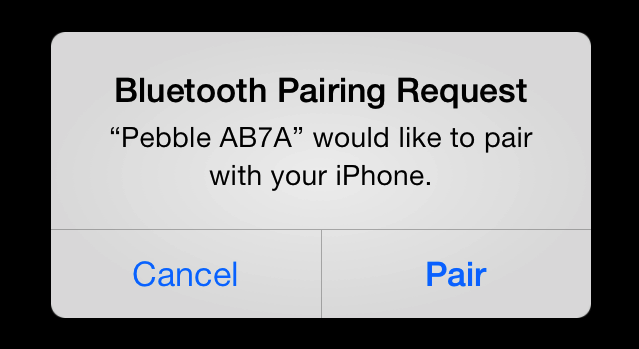 Bluetooth Pairing Request
“Pebble AB7A” would like to pair
with your iPhone.
Cancel
Pair